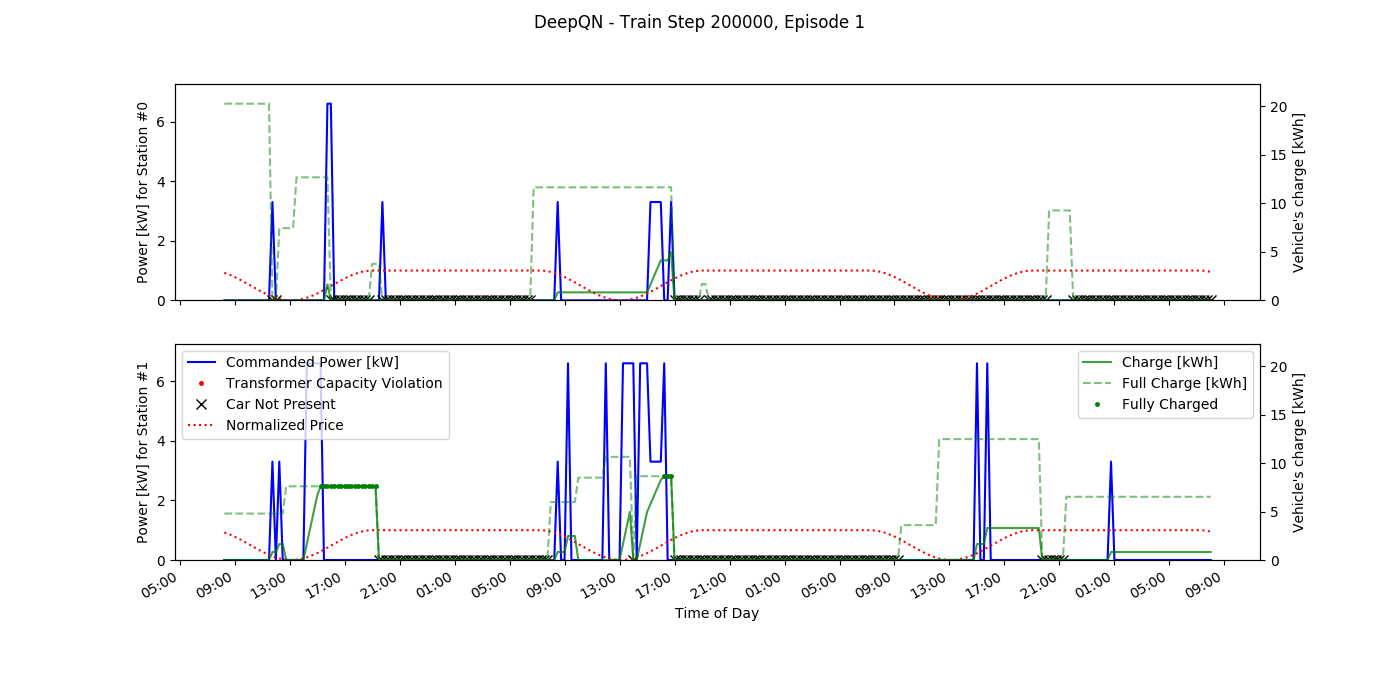 DeepQN - Train Step 200000, Episode 1
Power [kW] for Station #0
6
4
2
0
20
15
10
5
0
Vehicle's charge [kWh]
Power [kW] for Station #1
6
4
2
0
Commanded Power [kW]
Transformer Capacity Violation
Car Not Present
Normalized Price
Charge [kWh]
Full Charge [kWh]
Fully Charged
20
15
10
5
0
Vehicle's charge [kWh]
05:00 09:00 13:00 17:00 21:00 01:00 05:00 09:00 13:00 17:00 21:00 01:00 05:00 09:00 13:00 17:00 21:00 01:00 05:00 09:00
Time of Day